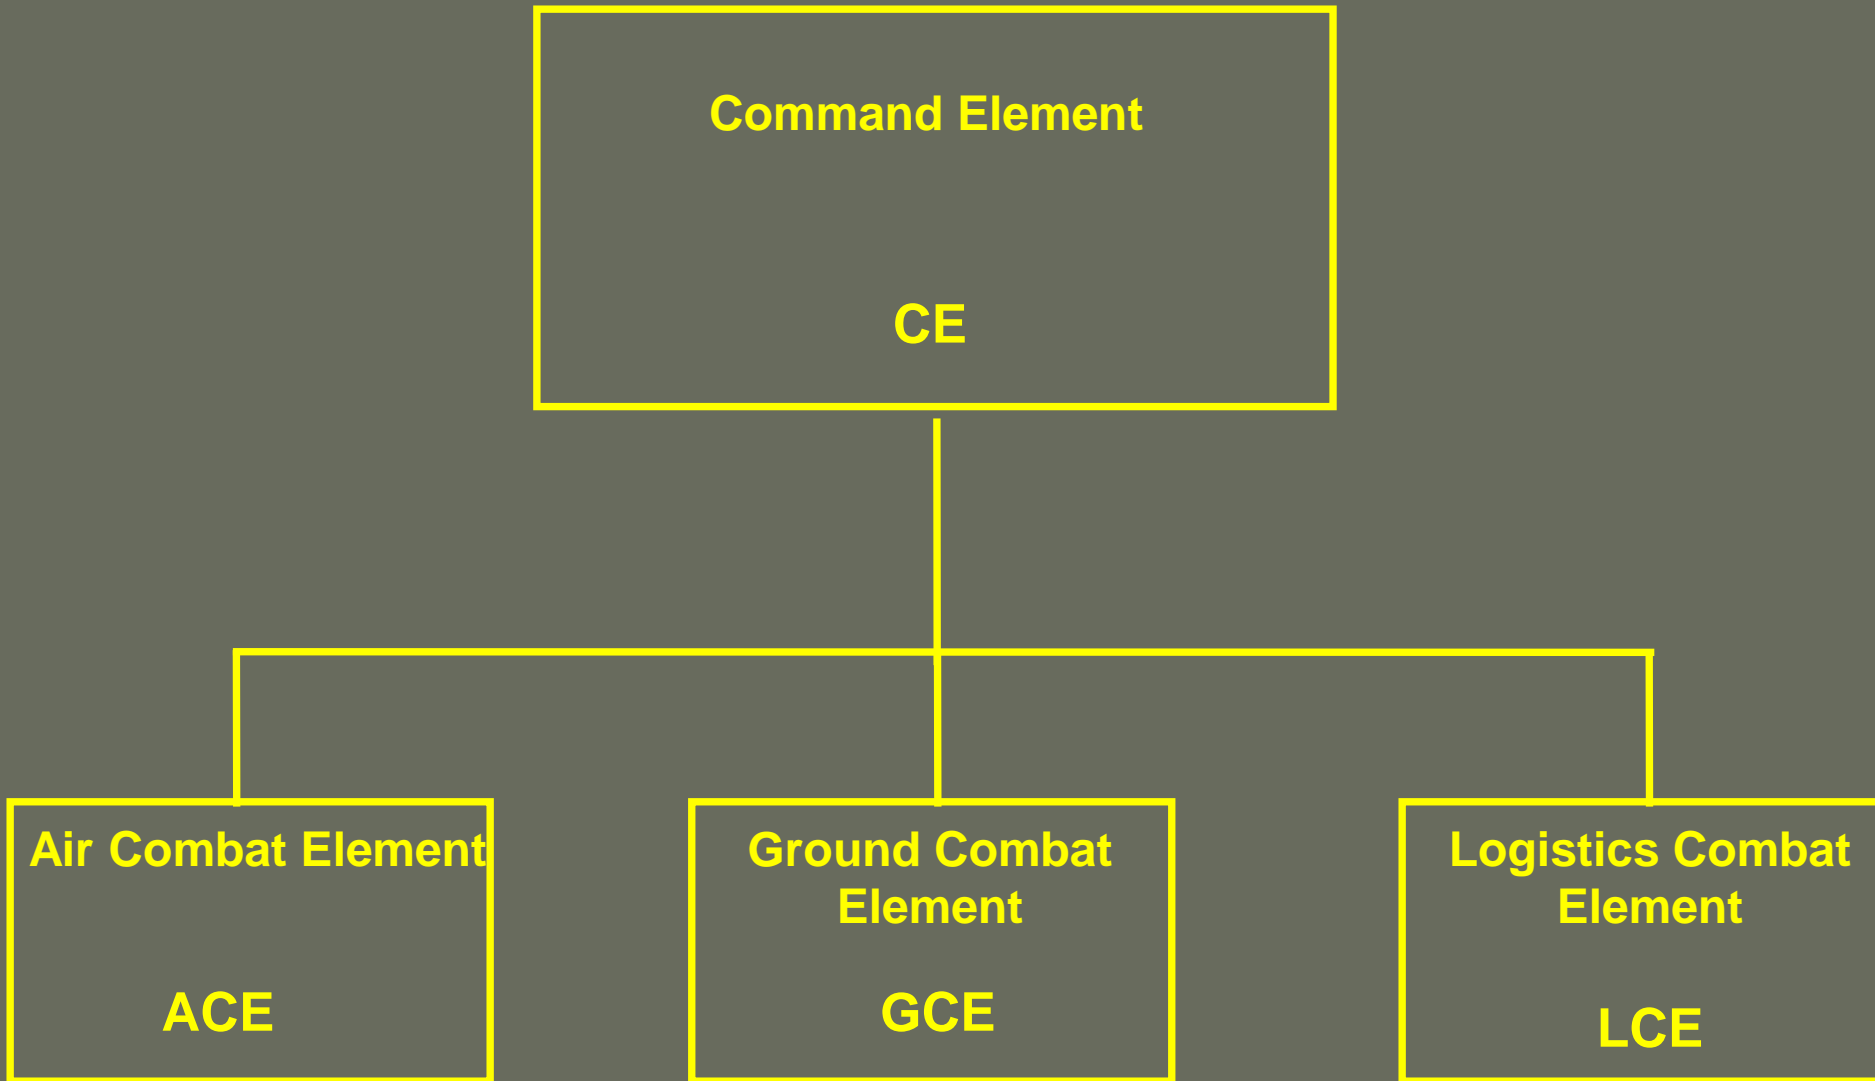 Command Element
CE
Air Combat Element
ACE
Ground Combat
Element
GCE
Logistics Combat
Element
LCE